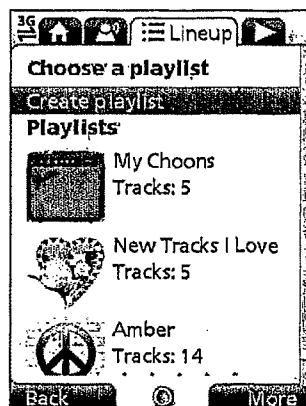 3G
Lineup
Choose a playlist
Create playlist
Playlists
My Choons
Tracks: 5
New Tracks I Love
Tracks: 5
Amber
Tracks: 14
Back
More